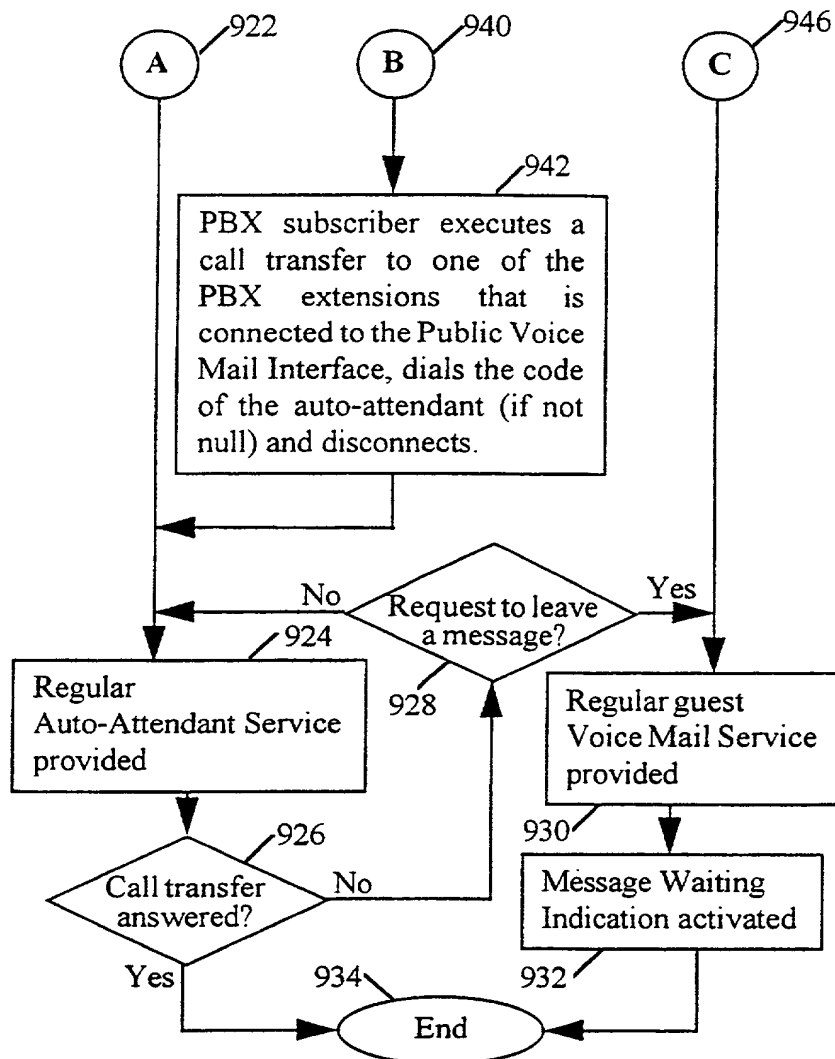 922
940
946
A
B
C
942
PBX subscriber executes a
call transfer to one of the
PBX extensions that is
connected to the Public Voice
Mail Interface, dials the code
of the auto-attendant (if not
null) and disconnects.
No
Request to leave
a message?
Yes
924
928
Regular
Auto-Attendant Service
provided
Regular guest
Voice Mail Service
provided
930
926
Call transfer
answered?
No
Yes
Message Waiting
Indication activated
932
934
End